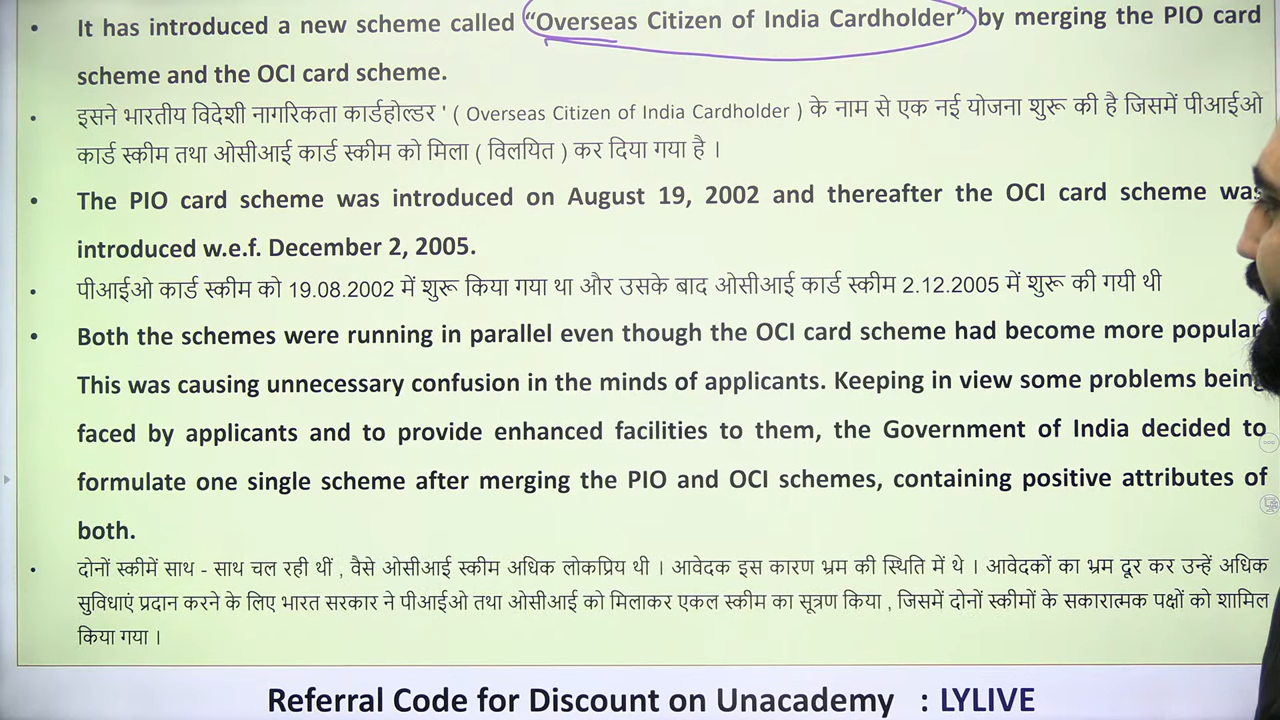 • It has introduced a new scheme called “Overseas Citizen of India Cardholder” by merging the PIO card
scheme and the OCI card scheme.
• इसने भारतीय विदेशी नागरिकता कार्डहोल्डर ' ( Overseas Citizen of India Cardholder ) के नाम से एक नई योजना शुरू की है जिसमें पीआईओ
कार्ड स्कीम तथा ओसीआई कार्ड स्कीम को मिला ( विलयित ) कर दिया गया है ।
• The PIO card scheme was introduced on August 19, 2002 and thereafter the OCI card scheme was
introduced w.e.f. December 2, 2005.
• पीआईओ कार्ड स्कीम को 19.08.2002 में शुरू किया गया था और उसके बाद ओसीआई कार्ड स्कीम 2.12.2005 में शुरू की गयी थी
• Both the schemes were running in parallel even though the OCI card scheme had become more popular
This was causing unnecessary confusion in the minds of applicants. Keeping in view some problems being
faced by applicants and to provide enhanced facilities to them, the Government of India decided to
formulate one single scheme after merging the PIO and OCI schemes, containing positive attributes of
both.
• दोनों स्कीमें साथ - साथ चल रही थीं , वैसे ओसीआई स्कीम अधिक लोकप्रिय थी । आवेदक इस कारण भ्रम की स्थिति में थे । आवेदकों का भ्रम दूर कर उन्हें अधिक
सुविधाएं प्रदान करने के लिए भारत सरकार ने पीआईओ तथा ओसीआई को मिलाकर एकल स्कीम का सूत्रण किया , जिसमें दोनों स्कीमों के सकारात्मक पक्षों को शामिल
किया गया ।
Referral Code for Discount on Unacademy : LYLIVE